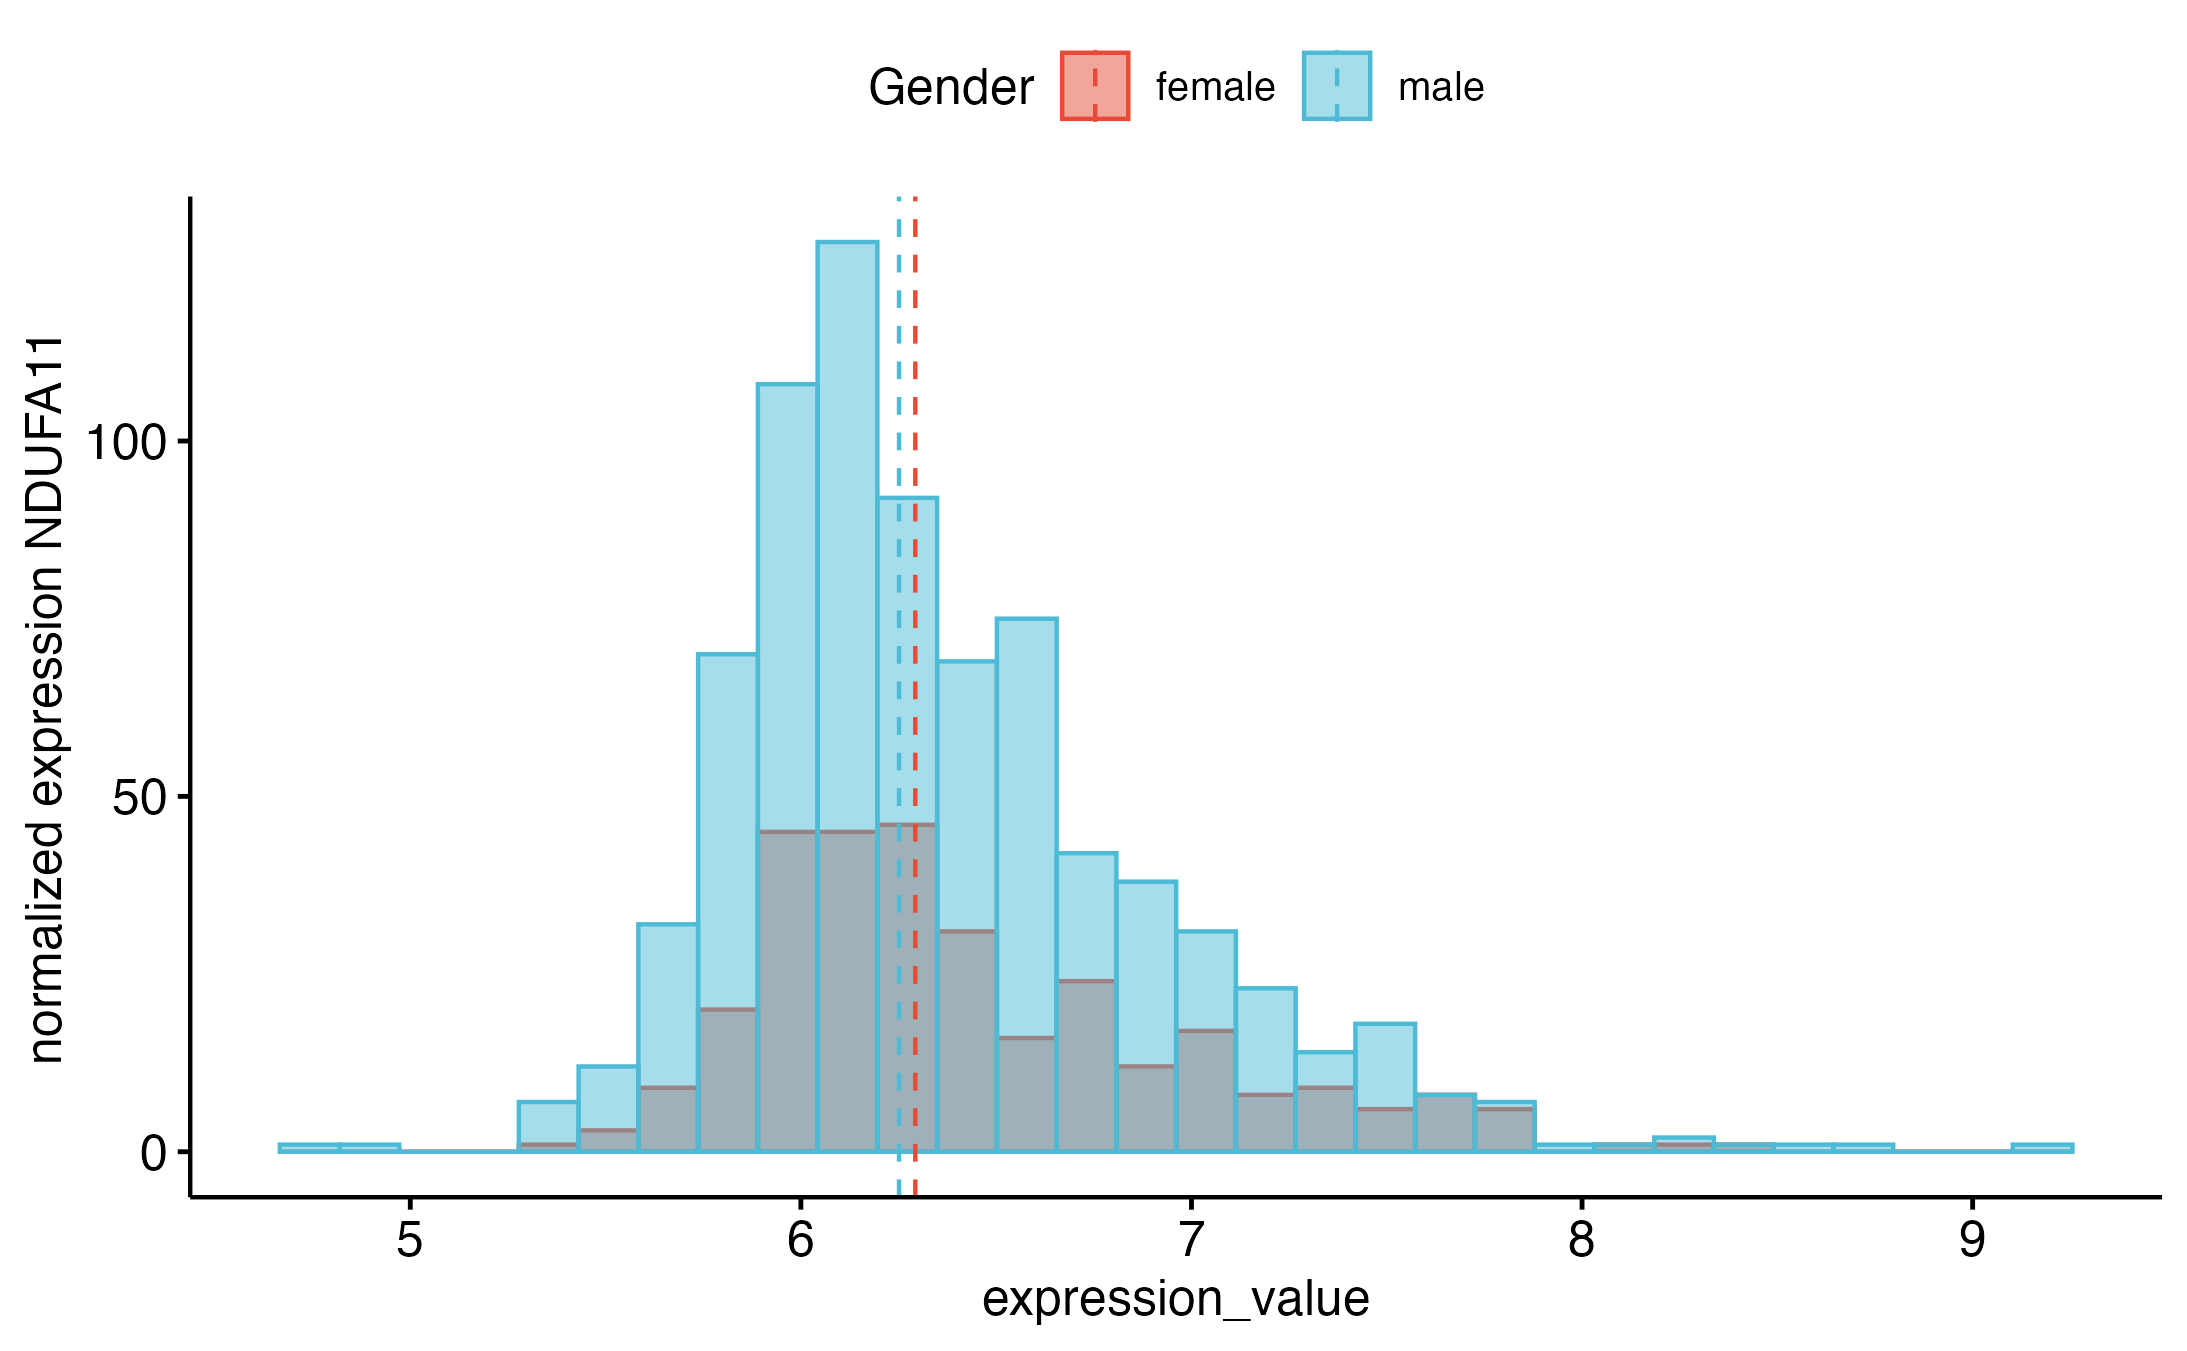 Gender female male
normalized expression NDUFA11
100
50
0
5 6 7 8 9
expression_value